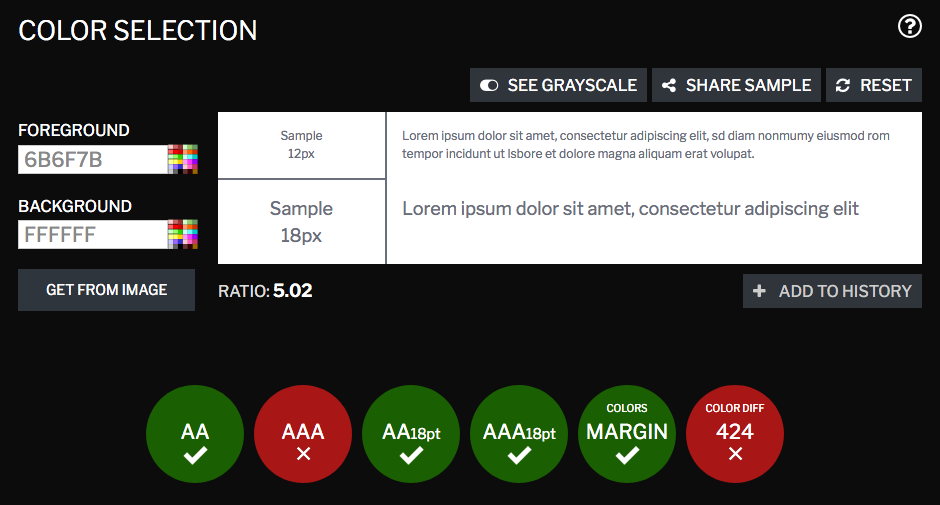 COLOR SELECTION
?
SEE GRAYSCALE
SHARE SAMPLE
RESET
FOREGROUND
6B6F7B
BACKGROUND
FFFFFF
GET FROM IMAGE
Sample
12px
Lorem ipsum dolor sit amet, consectetur adipiscing elit, sd diam nonmumy eiusmod rom
tempor incidunt ut lsbore et dolore magna aliquam erat volupat.
Sample
18px
Lorem ipsum dolor sit amet, consectetur adipiscing elit
RATIO: 5.02
+ ADD TO HISTORY
AA
AAA
AA18pt
AAA18pt
COLORS
MARGIN
COLOR DIFF
424